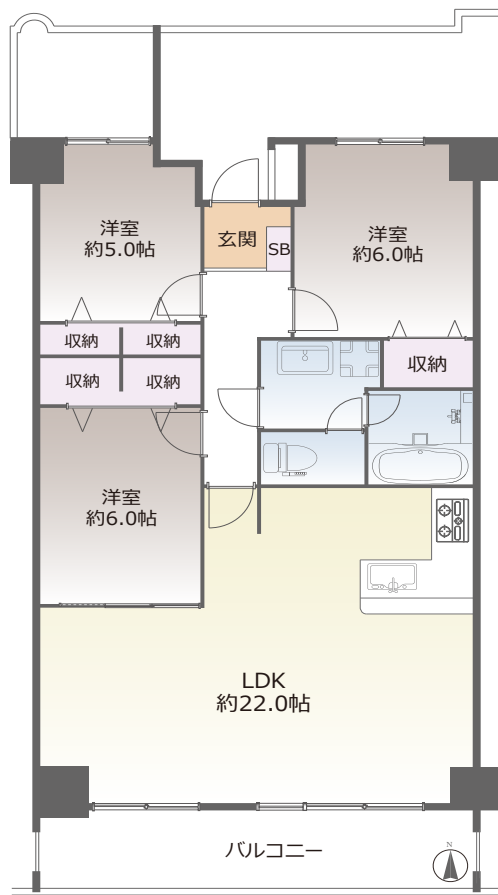 洋室
約5.0帖
玄関
SB
洋室
約6.0帖
収納 収納
収納 収納
収納
洋室
約6.0帖
LDK
約22.0帖
バルコニー
N